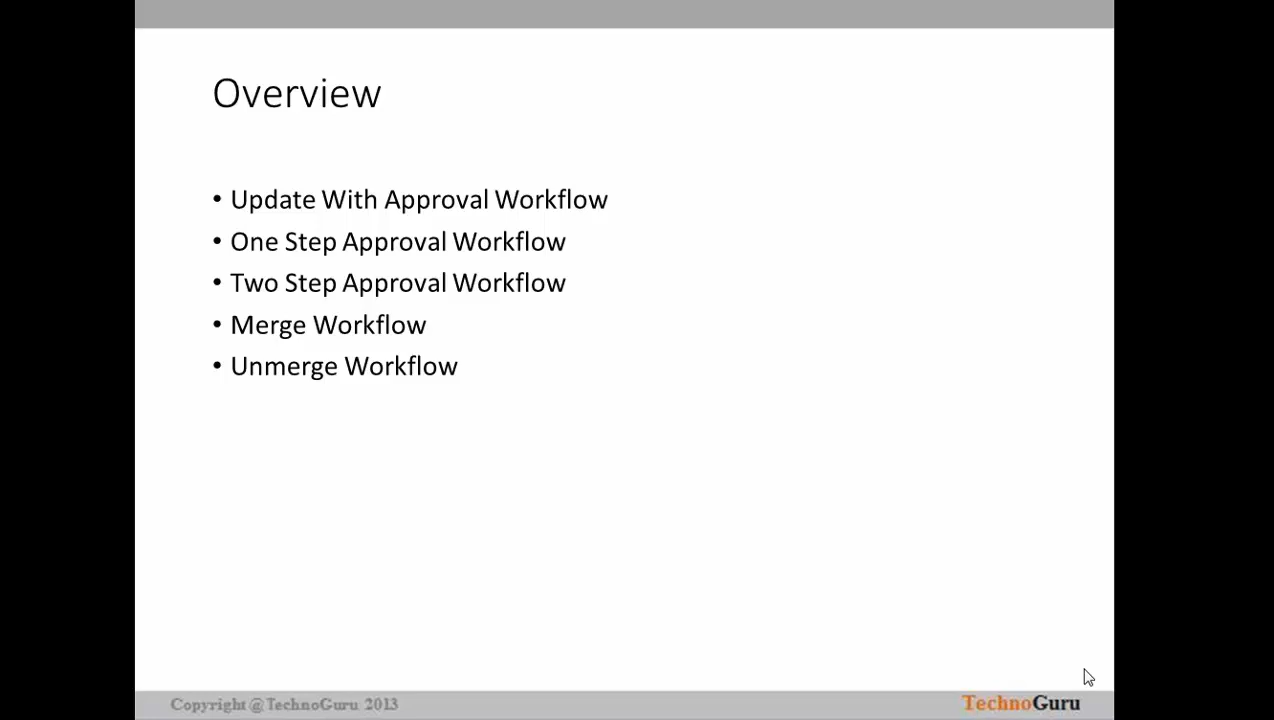 Overview
• Update With Approval Workflow
• One Step Approval Workflow
• Two Step Approval Workflow
• Merge Workflow
• Unmerge Workflow
Copyright @ TechnoGuru 2013
TechnoGuru